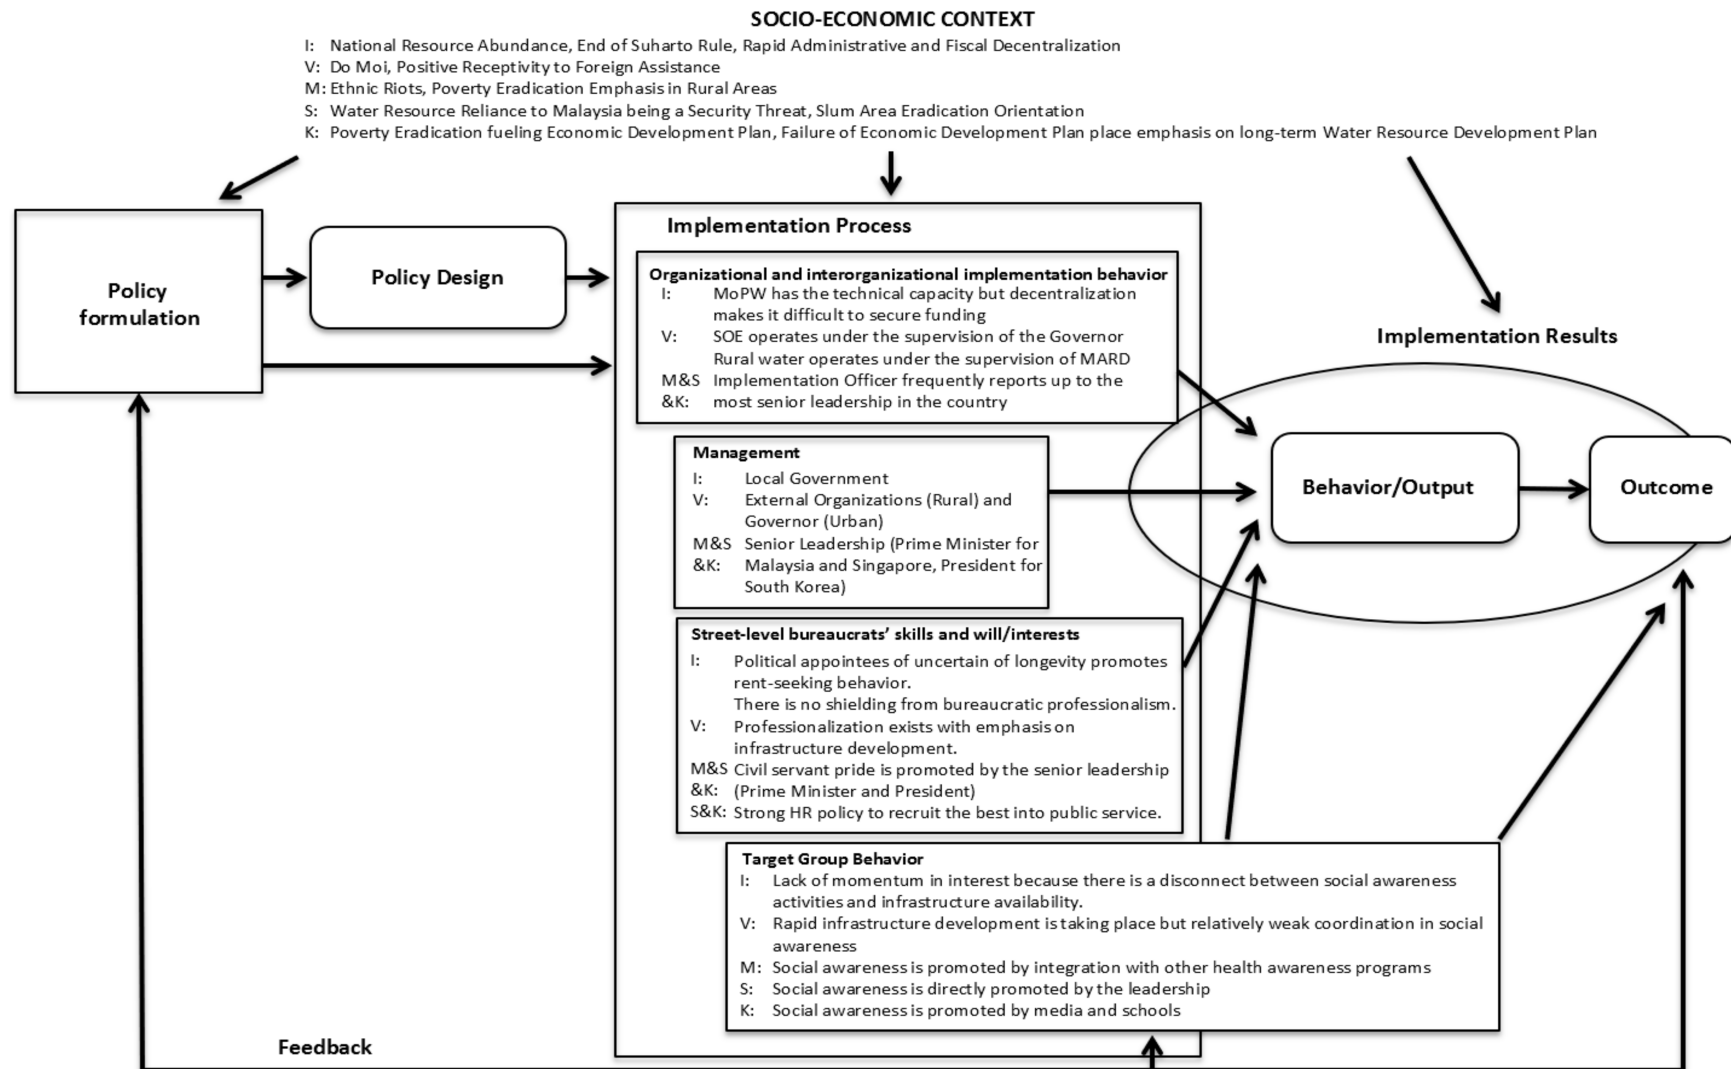 SOCIO-ECONOMIC CONTEXT
I: National Resource Abundance, End of Suharto Rule, Rapid Administrative and Fiscal Decentralization
V: Do Moi, Positive Receptivity to Foreign Assistance
M: Ethnic Riots, Poverty Eradication Emphasis in Rural Areas
S: Water Resource Reliance to Malaysia being a Security Threat, Slum Area Eradication Orientation
K: Poverty Eradication fueling Economic Development Plan, Failure of Economic Development Plan place emphasis on long-term Water Resource Development Plan
Policy
formulation
Policy Design
Implementation Process
Organizational and interorganizational implementation behavior
I: MoPW has the technical capacity but decentralization
makes it difficult to secure funding
V: SOE operates under the supervision of the Governor
Rural water operates under the supervision of MARD
M&S Implementation Officer frequently reports up to the
&K: most senior leadership in the country
Management
I: Local Government
V: External Organizations (Rural) and
Governor (Urban)
M&S Senior Leadership (Prime Minister for
&K: Malaysia and Singapore, President for
South Korea)
Street-level bureaucrats' skills and will/interests
I: Political appointees of uncertain of longevity promotes
rent-seeking behavior.
There is no shielding from bureaucratic professionalism.
V: Professionalization exists with emphasis on
infrastructure development.
M&S Civil servant pride is promoted by the senior leadership
&K: (Prime Minister and President)
S&K: Strong HR policy to recruit the best into public service.
Target Group Behavior
I: Lack of momentum in interest because there is a disconnect between social awareness
activities and infrastructure availability.
V: Rapid infrastructure development is taking place but relatively weak coordination in social
awareness
M: Social awareness is promoted by integration with other health awareness programs
S: Social awareness is directly promoted by the leadership
K: Social awareness is promoted by media and schools
Implementation Results
Behavior/Output
Outcome
Feedback